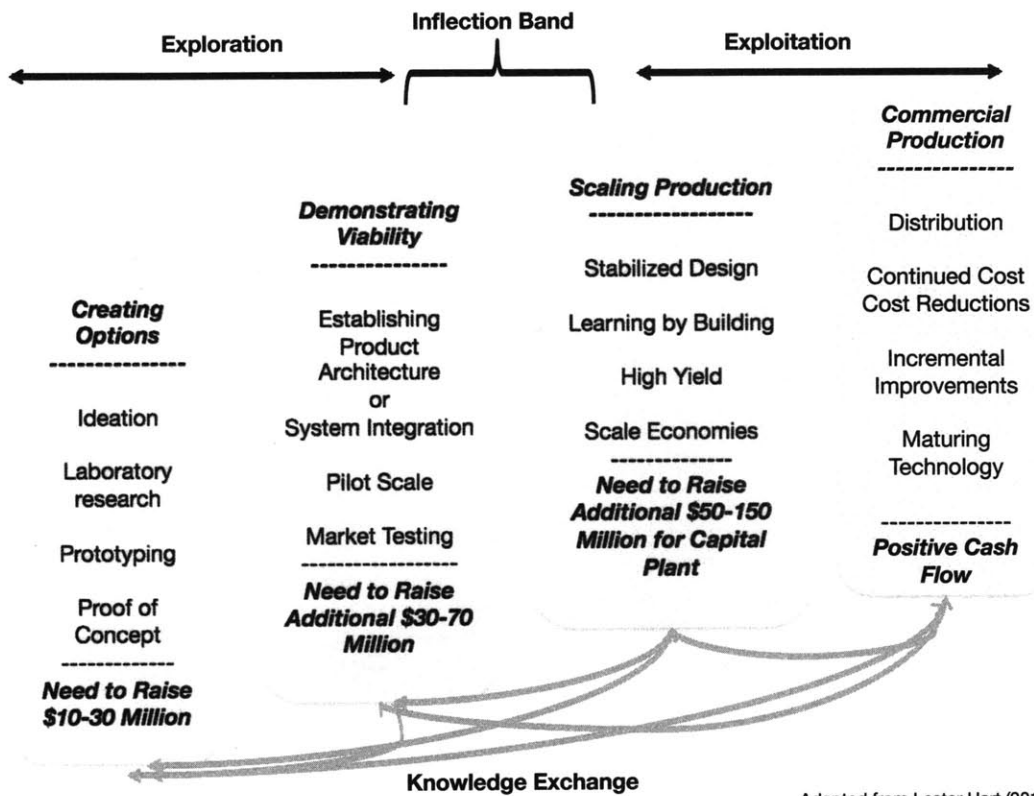 Exploration
Inflection Band
Exploitation
Creating
Options
Ideation
Laboratory
research
Prototyping
Proof of
Concept
Need to Raise
$10-30 Million
Demonstrating
Viability
Establishing
Product
Architecture
or
System Integration
Pilot Scale
Market Testing
Need to Raise
Additional $30-70
Million
Scaling Production
Stabilized Design
Learning by Building
High Yield
Scale Economies
Need to Raise
Additional $50-150
Million for Capital
Plant
Commercial
Production
Distribution
Continued Cost
Cost Reductions
Incremental
Improvements
Maturing
Technology
Positive Cash
Flow
Knowledge Exchange